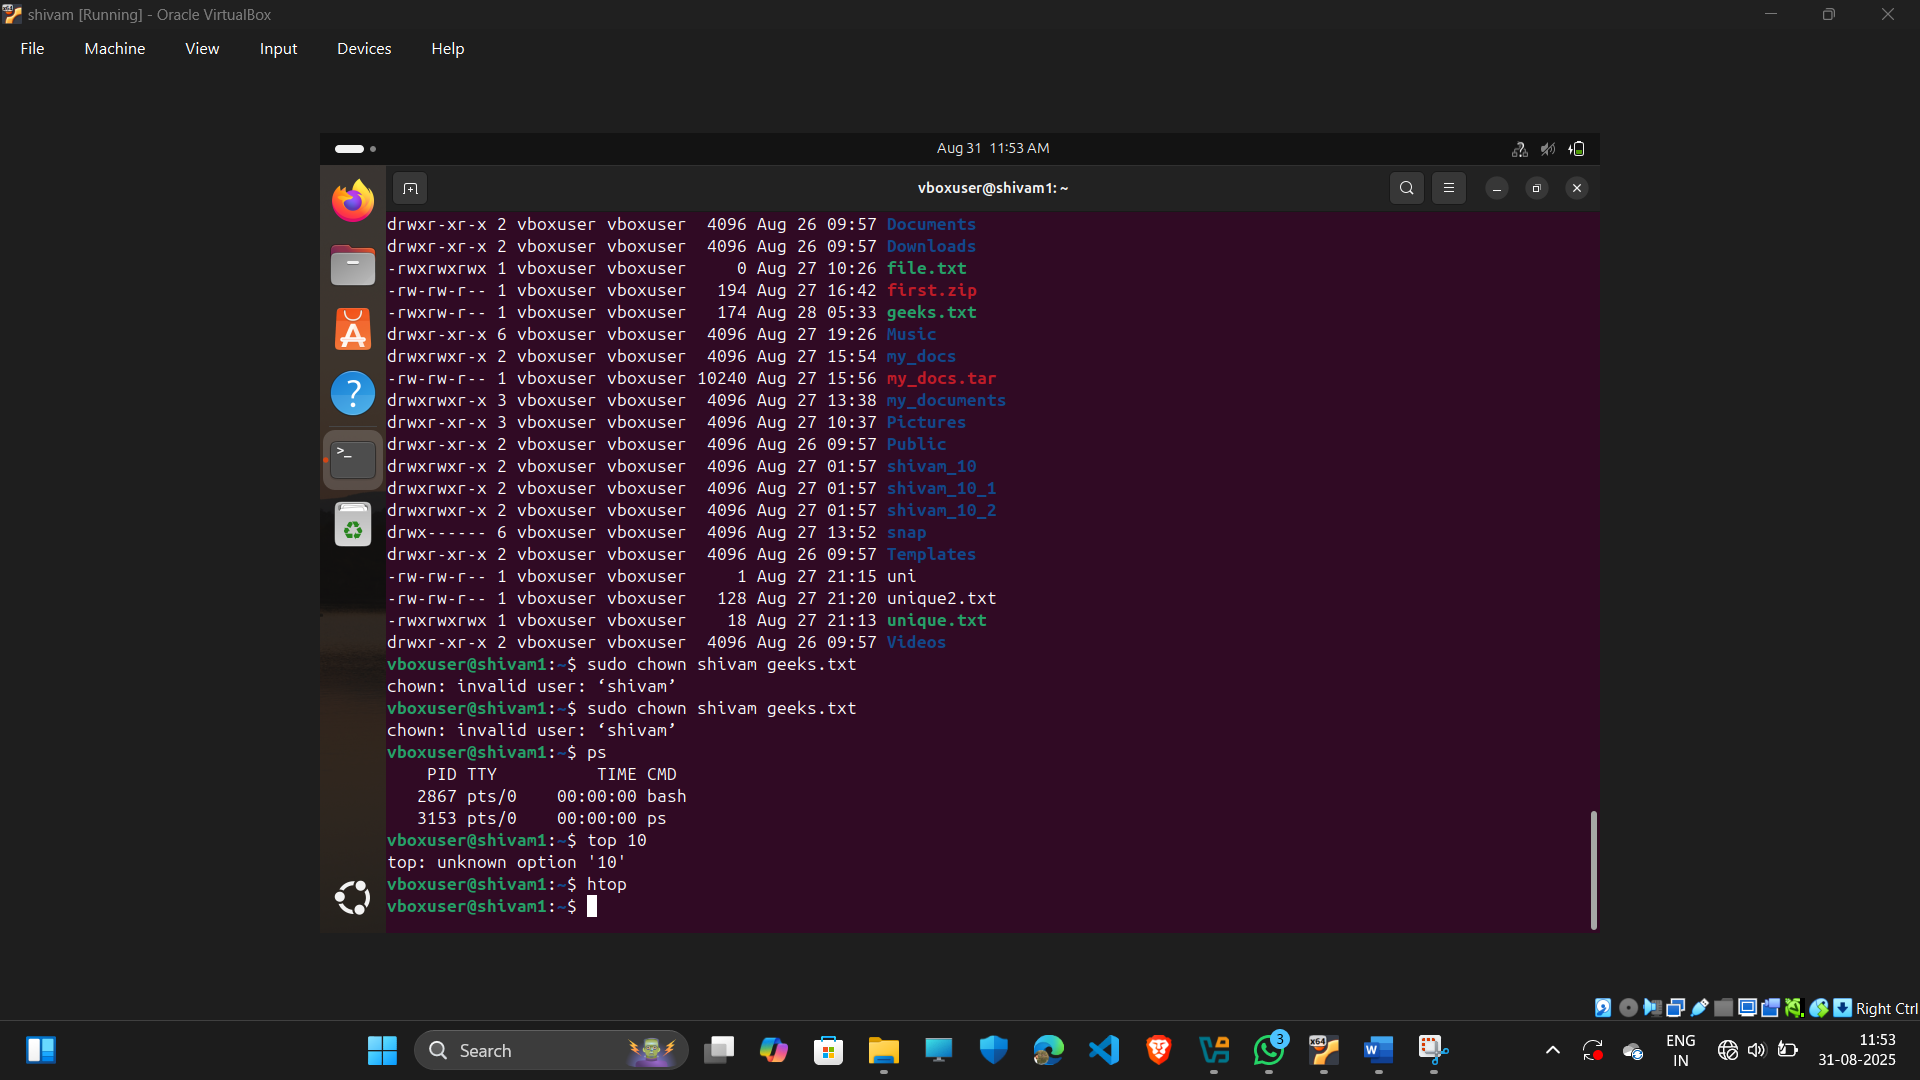 shivam [Running] - Oracle VirtualBox
File Machine View Input Devices Help
Aug 31 11:53 AM
vboxuser@shivam1: ~
drwxr-xr-x 2 vboxuser vboxuser  4096 Aug 26 09:57 Documents
drwxr-xr-x 2 vboxuser vboxuser  4096 Aug 26 09:57 Downloads
-rwxrwxrwx 1 vboxuser vboxuser     0 Aug 27 10:26 file.txt
-rw-rw-r-- 1 vboxuser vboxuser   194 Aug 27 16:42 first.zip
-rwxrw-r-- 1 vboxuser vboxuser   174 Aug 28 05:33 geeks.txt
drwxr-xr-x 6 vboxuser vboxuser  4096 Aug 27 19:26 Music
drwxrwxr-x 2 vboxuser vboxuser  4096 Aug 27 15:54 my_docs
-rw-rw-r-- 1 vboxuser vboxuser 10240 Aug 27 15:56 my_docs.tar
drwxrwxr-x 3 vboxuser vboxuser  4096 Aug 27 13:38 my_documents
drwxr-xr-x 3 vboxuser vboxuser  4096 Aug 27 10:37 Pictures
drwxr-xr-x 2 vboxuser vboxuser  4096 Aug 26 09:57 Public
drwxrwxr-x 2 vboxuser vboxuser  4096 Aug 27 01:57 shivam_10
drwxrwxr-x 2 vboxuser vboxuser  4096 Aug 27 01:57 shivam_10_1
drwxrwxr-x 2 vboxuser vboxuser  4096 Aug 27 01:57 shivam_10_2
drwx------ 6 vboxuser vboxuser  4096 Aug 27 13:52 snap
drwxr-xr-x 2 vboxuser vboxuser  4096 Aug 26 09:57 Templates
-rw-rw-r-- 1 vboxuser vboxuser     1 Aug 27 21:15 uni
-rw-rw-r-- 1 vboxuser vboxuser   128 Aug 27 21:20 unique2.txt
-rwxrwxrwx 1 vboxuser vboxuser    18 Aug 27 21:13 unique.txt
drwxr-xr-x 2 vboxuser vboxuser  4096 Aug 26 09:57 Videos
vboxuser@shivam1:~$ sudo chown shivam geeks.txt
chown: invalid user: ‘shivam’
vboxuser@shivam1:~$ sudo chown shivam geeks.txt
chown: invalid user: ‘shivam’
vboxuser@shivam1:~$ ps
    PID TTY          TIME CMD
   2867 pts/0    00:00:00 bash
   3153 pts/0    00:00:00 ps
vboxuser@shivam1:~$ top 10
top: unknown option '10'
vboxuser@shivam1:~$ htop
vboxuser@shivam1:~$
Right Ctrl
Search
3
ENG
IN
11:53
31-08-2025